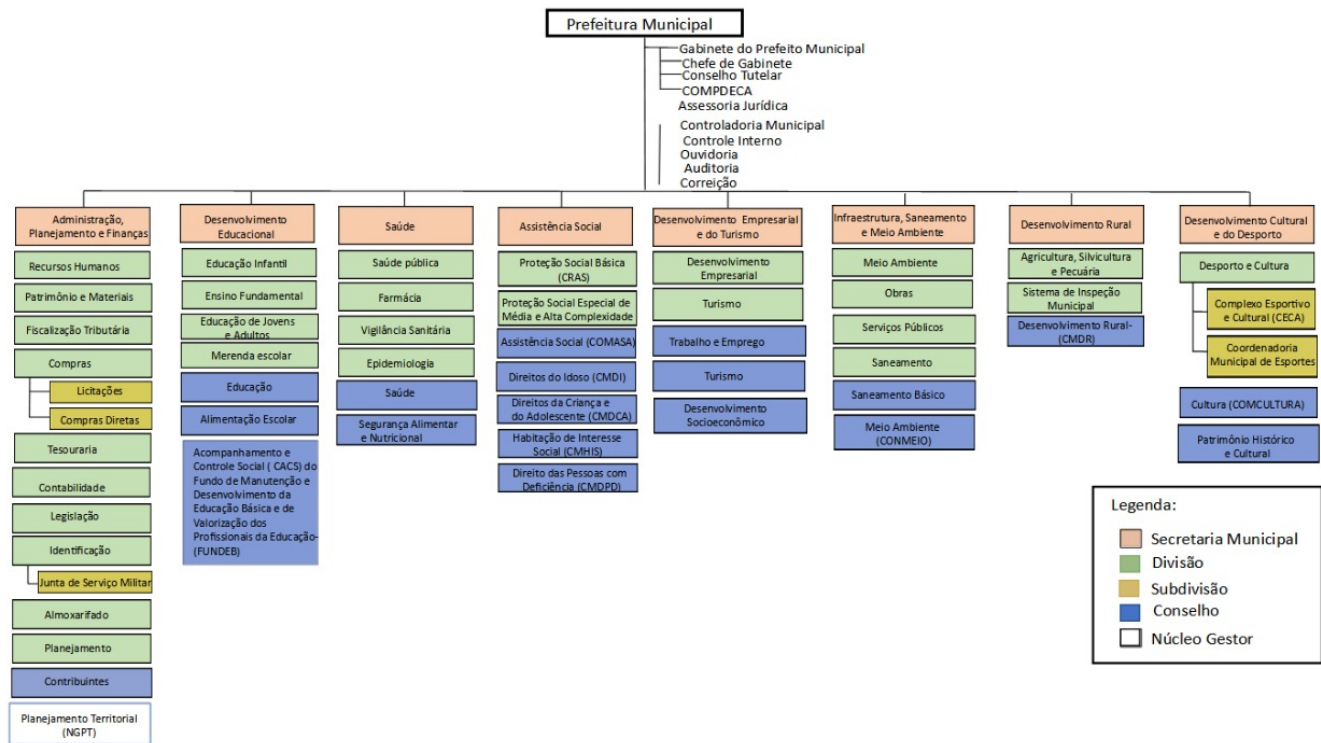 Prefeitura Municipal
Gabinete do Prefeito Municipal
Chefe de Gabinete
Conselho Tutelar
COMPDECA
Assessoria Jurídica
Controladoria Municipal
Controle Interno
Ouvidoria
Auditoria
Correição
Administração,
Planejamento e Finanças
Recursos Humanos
Patrimônio e Materiais
Fiscalização Tributária
Compras
Licitações
Compras Diretas
Tesouraria
Contabilidade
Legislação
Identificação
Junta de Serviço Militar
Almoxarifado
Planejamento
Contribuintes
Planejamento Territorial
(NGPT)
Desenvolvimento
Educacional
Educação Infantil
Ensino Fundamental
Educação de Jovens
e Adultos
Merenda escolar
Educação
Alimentação Escolar
Acompanhamento e
Controle Social ( CACS) do
Fundo de Manutenção e
Desenvolvimento da
Educação Básica e de
Valorização dos
Profissionais da Educação-
(FUNDEB)
Saúde
Saúde pública
Farmácia
Vigilância Sanitária
Epidemiologia
Saúde
Segurança Alimentar
e Nutricional
Assistência Social
Proteção Social Básica
(CRAS)
Proteção Social Especial de
Média e Alta Complexidade
Assistência Social (COMASA)
Direitos do Idoso (CMDI)
Direitos da Criança e
do Adolescente (CMDCA)
Habitação de Interesse
Social (CMHIS)
Direito das Pessoas com
Deficiência (CMDPD)
Desenvolvimento Empresarial
e do Turismo
Desenvolvimento
Empresarial
Turismo
Trabalho e Emprego
Turismo
Desenvolvimento
Socioeconômico
Infraestrutura, Saneamento
e Meio Ambiente
Meio Ambiente
Obras
Serviços Públicos
Saneamento
Saneamento Básico
Meio Ambiente
(CONMEIO)
Desenvolvimento Rural
Agricultura, Silvicultura
e Pecuária
Sistema de Inspeção
Municipal
Desenvolvimento Rural-
(CMDR)
Desenvolvimento Cultural
e do Desporto
Desporto e Cultura
Complexo Esportivo
e Cultural (CECA)
Coordenadoria
Municipal de Esportes
Cultura (COMCULTURA)
Patrimônio Histórico
e Cultural
Legenda:
Secretaria Municipal
Divisão
Subdivisão
Conselho
Núcleo Gestor